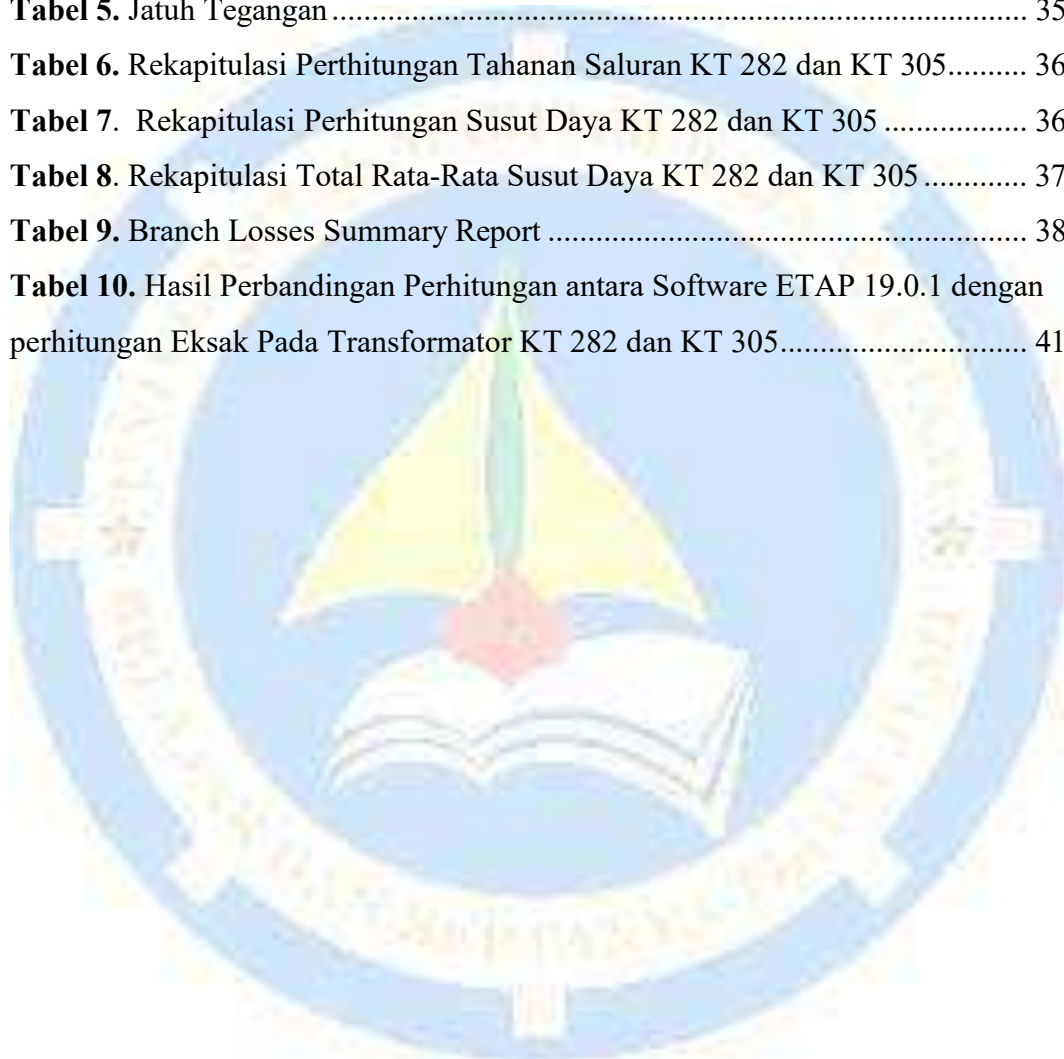 Tabel 5. Jatuh Tegangan ........................................................................................ 35
Tabel 6. Rekapitulasi Perthitungan Tahanan Saluran KT 282 dan KT 305.......... 36
Tabel 7.  Rekapitulasi Perhitungan Susut Daya KT 282 dan KT 305 .................. 36
Tabel 8. Rekapitulasi Total Rata-Rata Susut Daya KT 282 dan KT 305 ............. 37
Tabel 9. Branch Losses Summary Report ............................................................. 38
Tabel 10. Hasil Perbandingan Perhitungan antara Software ETAP 19.0.1 dengan
perhitungan Eksak Pada Transformator KT 282 dan KT 305............................... 41